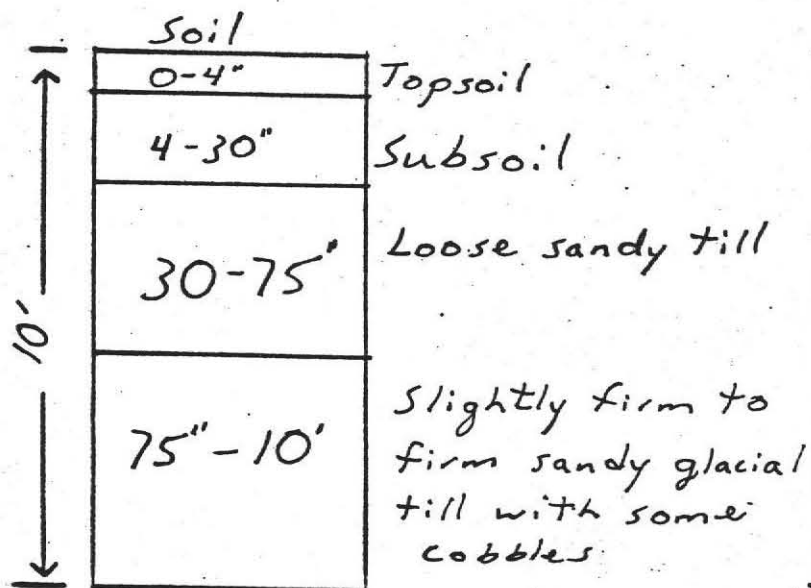 Soil
0-4" Topsoil
4-30" Subsoil
30-75" Loose sandy till
10'
75"-10' Slightly firm to
firm sandy glacial
till with some
cobbles